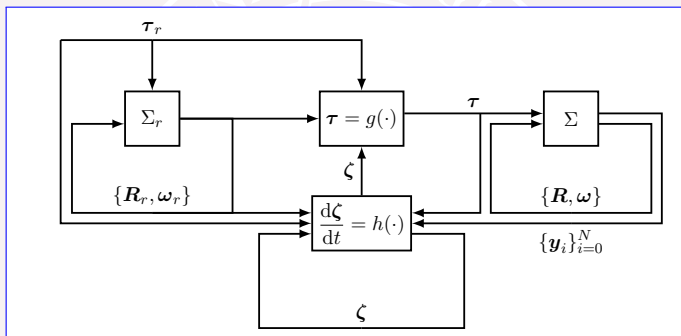 τ_r
Σ_r
τ = g(·)
τ
Σ
ζ
{R_r, ω_r}
{R, ω}
dζ/dt = h(·)
{y_i}_{i=0}^N
ζ